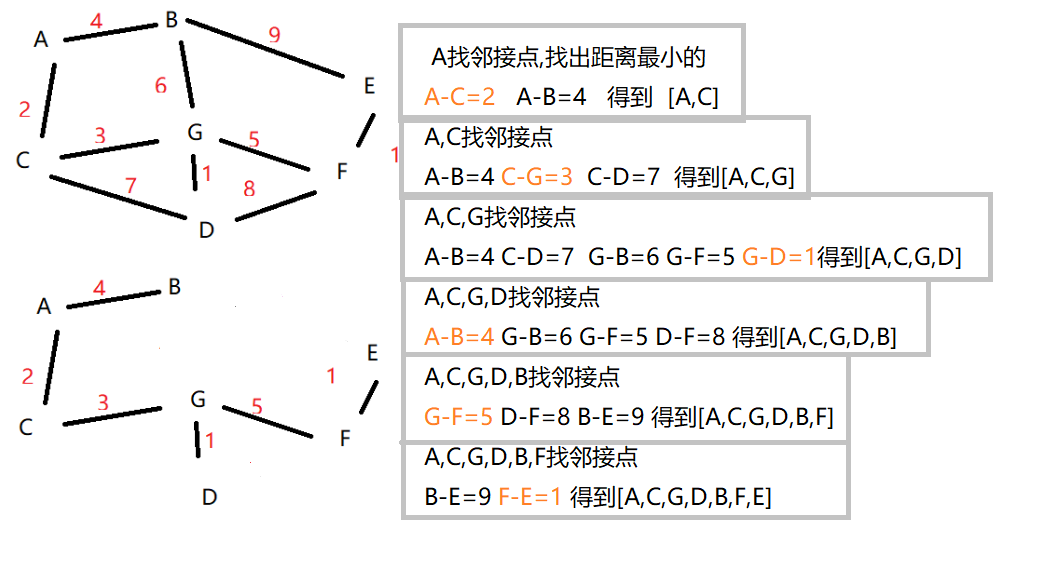 4
B
A
9
6
E
2
G
3
5
1
F
C
1
7
8
D
4
B
A
E
2
1
3
G
5
C
1
F
D
A找邻接点,找出距离最小的
A-C=2 A-B=4 得到 [A,C]
A,C找邻接点
A-B=4 C-G=3 C-D=7 得到[A,C,G]
A,C,G找邻接点
A-B=4 C-D=7 G-B=6 G-F=5 G-D=1得到[A,C,G,D]
A,C,G,D找邻接点
A-B=4 G-B=6 G-F=5 D-F=8 得到[A,C,G,D,B]
A,C,G,D,B找邻接点
G-F=5 D-F=8 B-E=9 得到[A,C,G,D,B,F]
A,C,G,D,B,F找邻接点
B-E=9 F-E=1 得到[A,C,G,D,B,F,E]